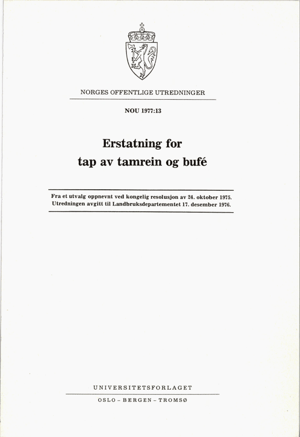 NORGES OFFENTLIGE UTREDNINGER
NOU 1977:13
Erstatning for
tap av tamrein og bufé
Fra et utvalg oppnevnt ved kongelig resolusjon av 24. oktober 1975.
Utredningen avgitt til Landbruksdepartementet 17. desember 1976.
UNIVERSITETSFORLAGET
OSLO – BERGEN – TROMSØ